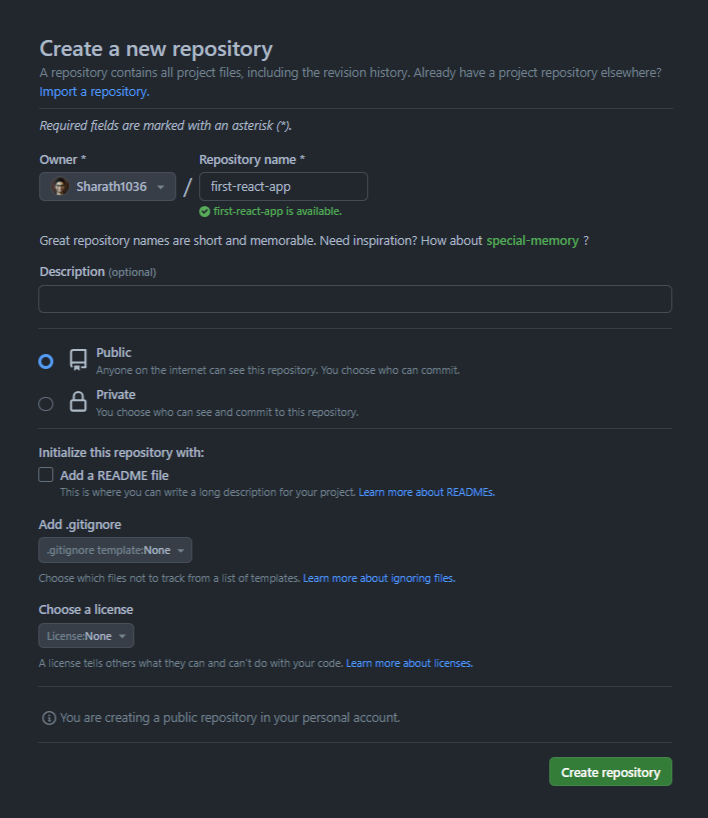 Create a new repository
A repository contains all project files, including the revision history. Already have a project repository elsewhere?
Import a repository.
Required fields are marked with an asterisk (*).
Owner * Repository name *
Sharath1036 / first-react-app
first-react-app is available.
Great repository names are short and memorable. Need inspiration? How about special-memory ?
Description (optional)
Public
Anyone on the internet can see this repository. You choose who can commit.
Private
You choose who can see and commit to this repository.
Initialize this repository with:
Add a README file
This is where you can write a long description for your project. Learn more about READMEs.
Add .gitignore
.gitignore template:None
Choose which files not to track from a list of templates. Learn more about ignoring files.
Choose a license
License:None
A license tells others what they can and can't do with your code. Learn more about licenses.
You are creating a public repository in your personal account.
Create repository